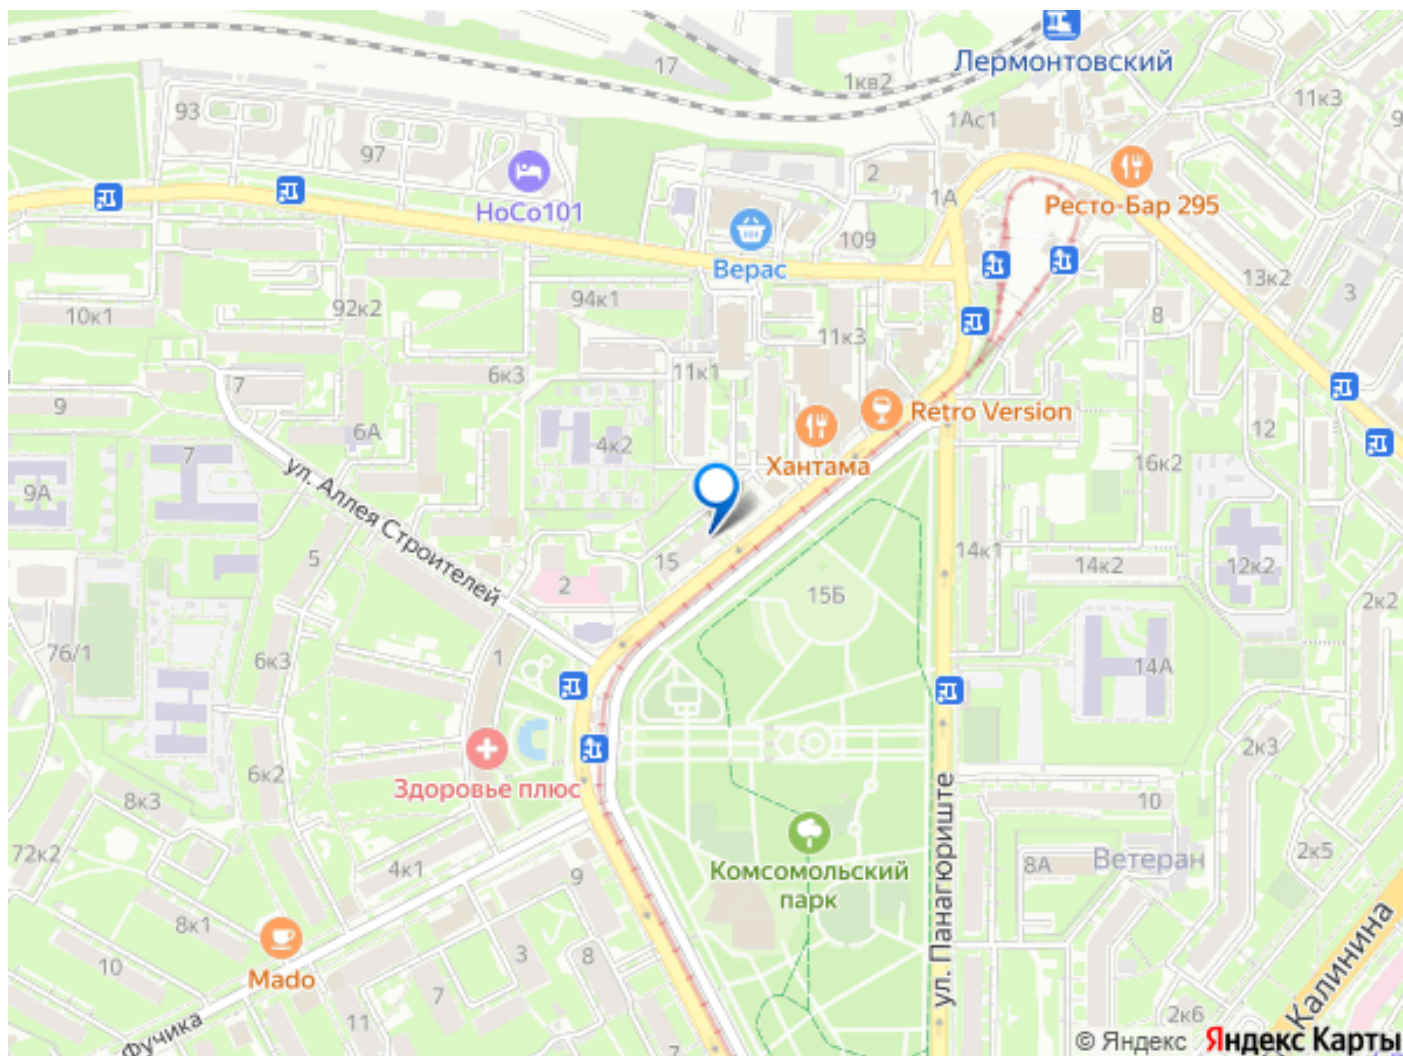 17
1кв2
Лермонтовский
11к3
9
93
97
1Ас1
2
1А
HoCo101
Ресто-Бар 295
109
Верас
13к2
3
10к1
92к2
94к1
8
11к3
11к1
7
6к3
9
Retro Version
12
6А
4к2
Хантама
7
9А
16к2
ул. Аллея Строителей
5
15
2
15Б
14к1
14к2
12к2
2к2
76/1
6к3
1
14А
6к2
2к3
Здоровье плюс
8к3
10
72к2
4к1
9
Комсомольский
парк
ул. Панагюриште
8А
Ветеран
2к5
8к1
Mado
10
3
8
7
11
Фучика
7
2к6
Калинина
© Яндекс Яндекс Карты